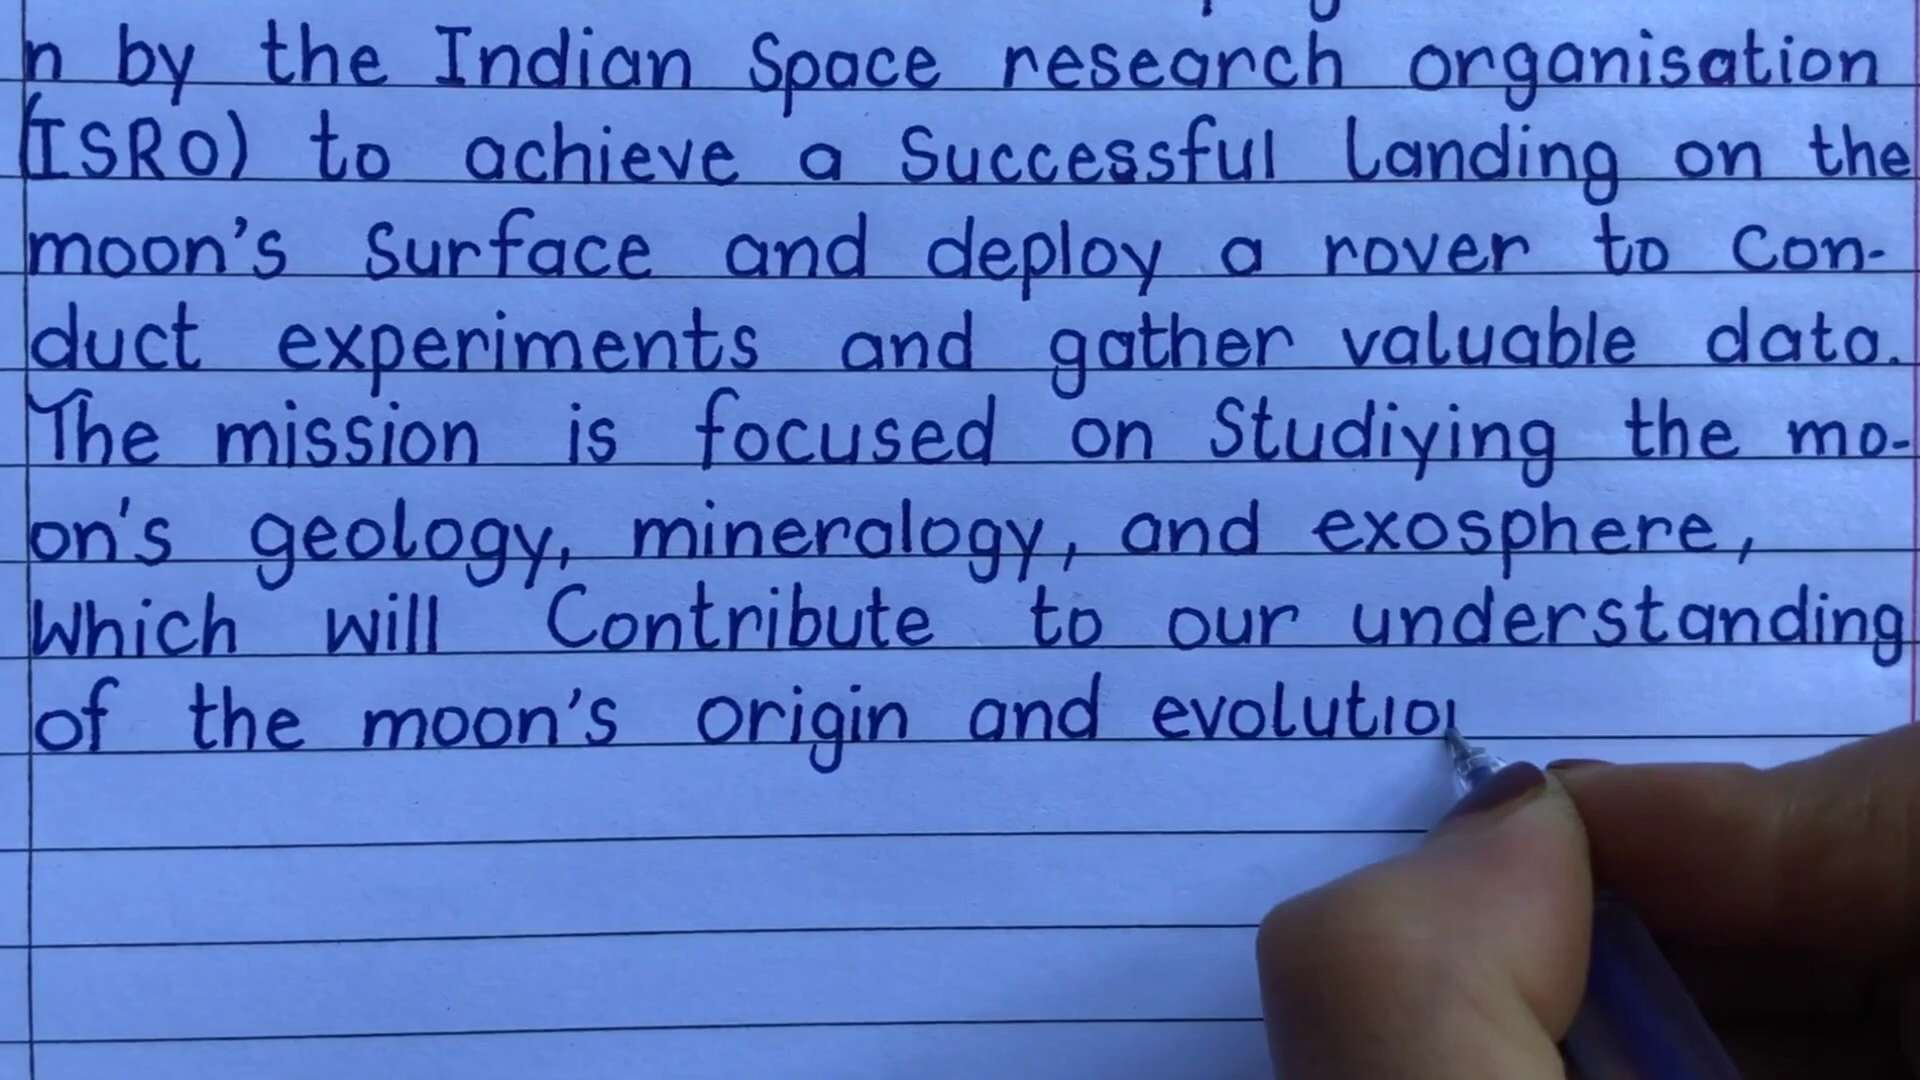 n by the Indian Space research organisation
(ISRO) to achieve a Successful landing on the
moon's Surface and deploy a rover to Con-
duct experiments and gather valuable data.
The mission is focused on Studiying the mo-
on's geology, mineralogy, and exosphere,
Which will Contribute to our understanding
of the moon's origin and evolution